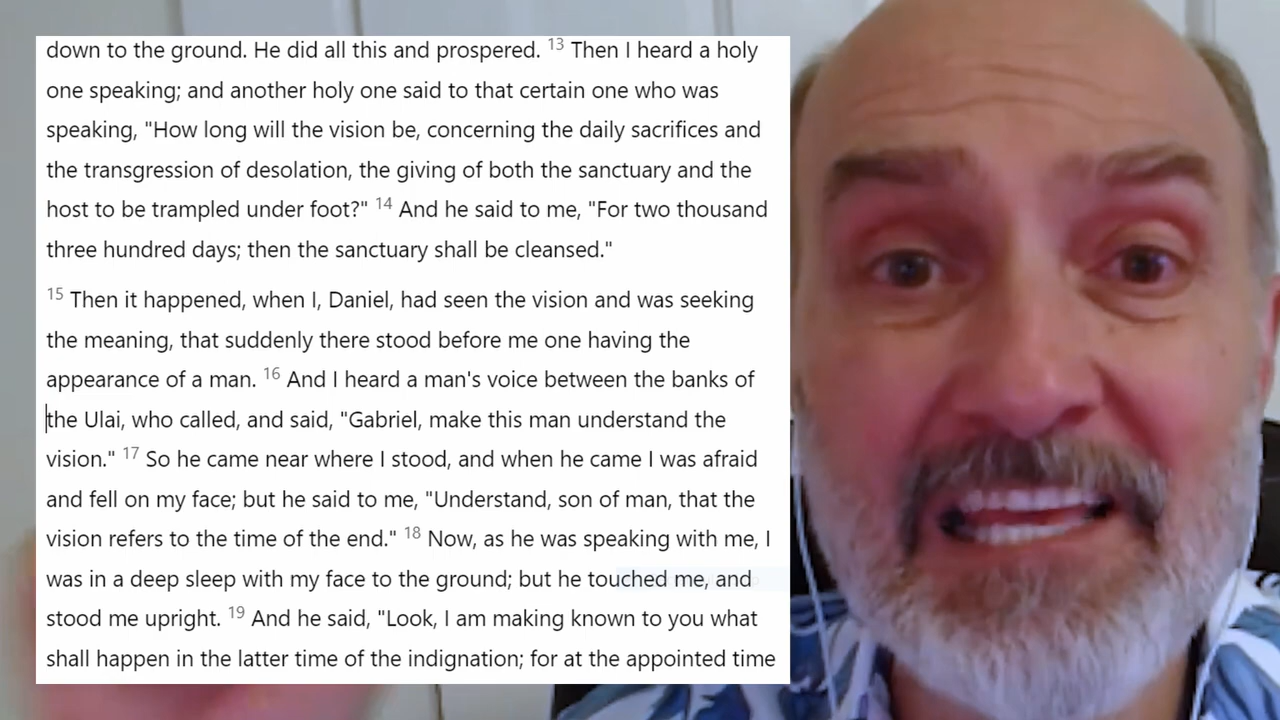 down to the ground. He did all this and prospered. 13 Then I heard a holy
one speaking; and another holy one said to that certain one who was
speaking, "How long will the vision be, concerning the daily sacrifices and
the transgression of desolation, the giving of both the sanctuary and the
host to be trampled under foot?" 14 And he said to me, "For two thousand
three hundred days; then the sanctuary shall be cleansed."
15 Then it happened, when I, Daniel, had seen the vision and was seeking
the meaning, that suddenly there stood before me one having the
appearance of a man. 16 And I heard a man's voice between the banks of
the Ulai, who called, and said, "Gabriel, make this man understand the
vision." 17 So he came near where I stood, and when he came I was afraid
and fell on my face; but he said to me, "Understand, son of man, that the
vision refers to the time of the end." 18 Now, as he was speaking with me, I
was in a deep sleep with my face to the ground; but he touched me, and
stood me upright. 19 And he said, "Look, I am making known to you what
shall happen in the latter time of the indignation; for at the appointed time